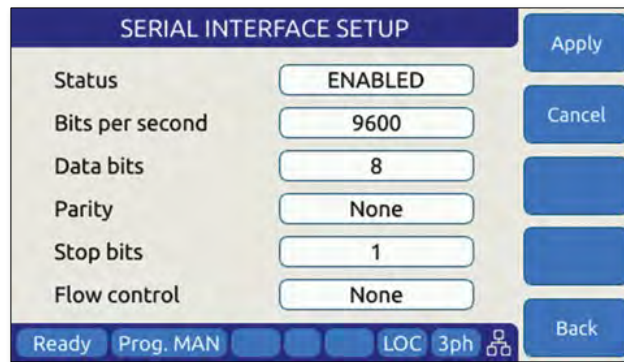 SERIAL INTERFACE SETUP
Apply
Status ENABLED
Bits per second 9600
Cancel
Data bits 8
Parity None
Stop bits 1
Flow control None
Back
Ready Prog. MAN LOC 3ph